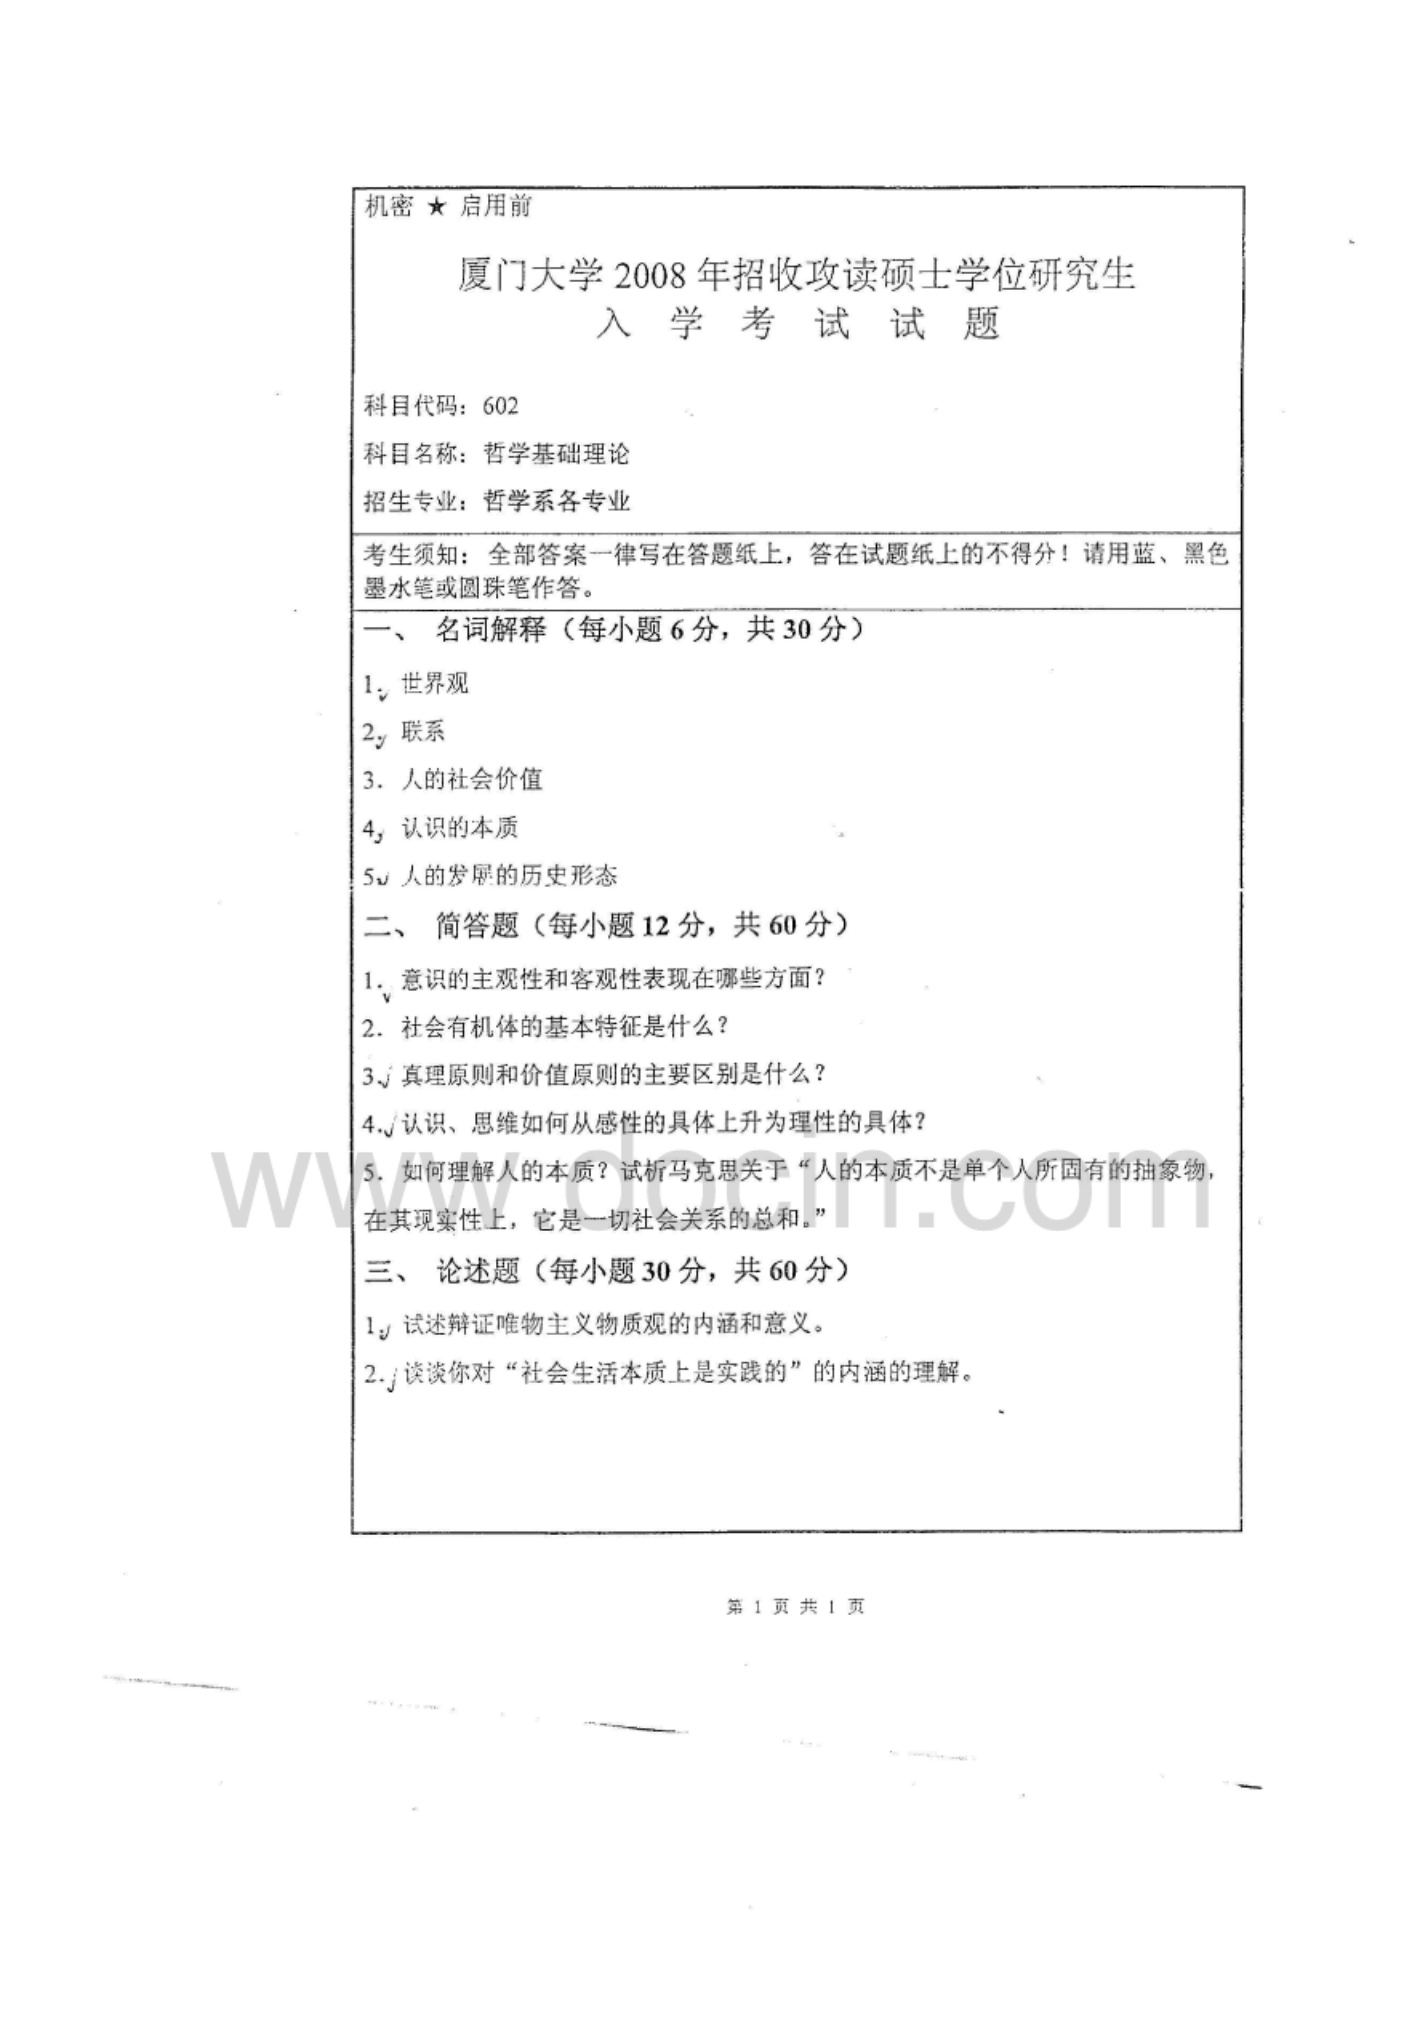 机密 ★ 启用前
厦门大学 2008 年招收攻读硕士学位研究生
入 学 考 试 试 题
科目代码：602
科目名称：哲学基础理论
招生专业：哲学系各专业
考生须知：全部答案一律写在答题纸上，答在试题纸上的不得分！请用蓝、黑色
墨水笔或圆珠笔作答。
一、 名词解释（每小题 6 分，共 30 分）
1. 世界观
2. 联系
3. 人的社会价值
4. 认识的本质
5. 人的发展的历史形态
二、 简答题（每小题 12 分，共 60 分）
1. 意识的主观性和客观性表现在哪些方面？
2. 社会有机体的基本特征是什么？
3. 真理原则和价值原则的主要区别是什么？
4. 认识、思维如何从感性的具体上升为理性的具体？
www.docin.com
5. 如何理解人的本质？试析马克思关于“人的本质不是单个人所固有的抽象物，
在其现实性上，它是一切社会关系的总和。”
三、 论述题（每小题 30 分，共 60 分）
1. 试述辩证唯物主义物质观的内涵和意义。
2. 谈谈你对“社会生活本质上是实践的”的内涵的理解。
第 1 页 共 1 页